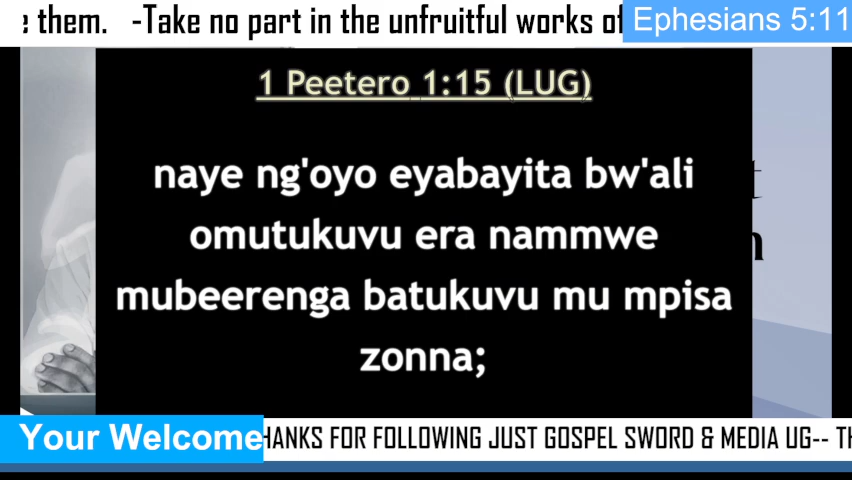 them. -Take no part in the unfruitful works of
Ephesians 5:11
1 Peetero 1:15 (LUG)
naye ng'oyo eyabayita bw'ali
omutukuvu era nammwe
mubeerenga batukuvu mu mpisa
zonna;
Your Welcome
HANKS FOR FOLLOWING JUST GOSPEL SWORD & MEDIA UG-- TH